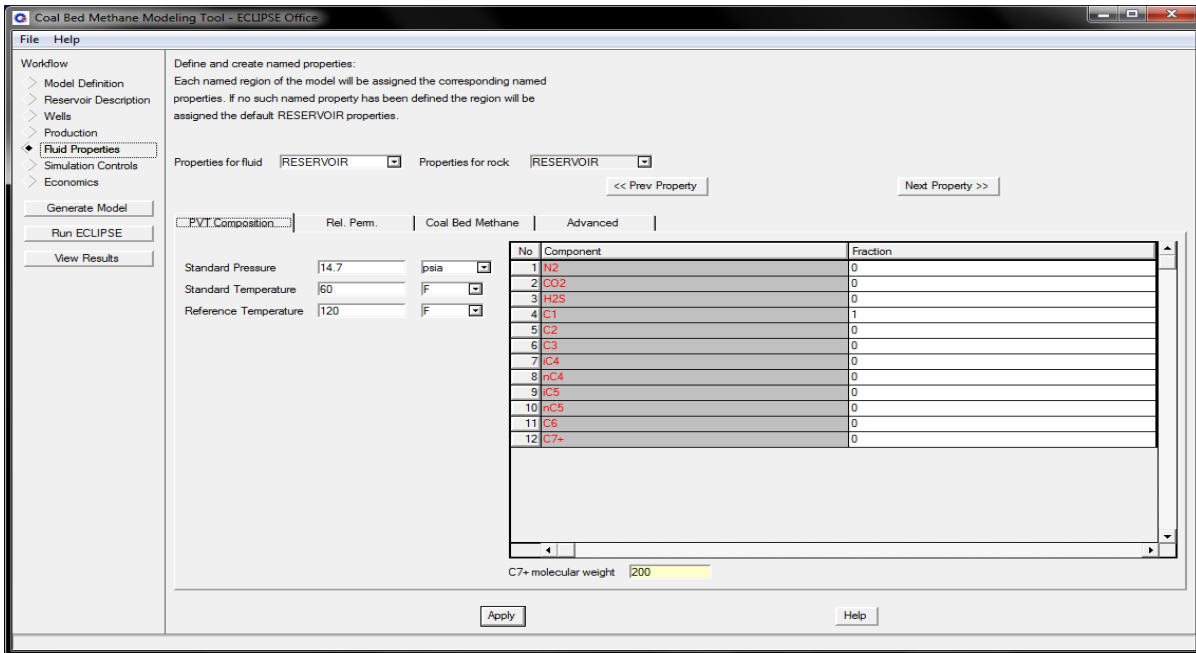 Coal Bed Methane Modeling Tool - ECLIPSE Office
File Help
Workflow
Model Definition
Reservoir Description
Wells
Production
Fluid Properties
Simulation Controls
Economics
Generate Model
Run ECLIPSE
View Results
Define and create named properties:
Each named region of the model will be assigned the corresponding named
properties. If no such named property has been defined the region will be
assigned the default RESERVOIR properties.
Properties for fluid RESERVOIR Properties for rock RESERVOIR
<< Prev Property Next Property >>
PVT Composition Rel. Perm. Coal Bed Methane Advanced
Standard Pressure 14.7 psia
Standard Temperature 60 F
Reference Temperature 120 F
No Component Fraction
1 N2 0
2 CO2 0
3 H2S 0
4 C1 1
5 C2 0
6 C3 0
7 iC4 0
8 nC4 0
9 iC5 0
10 nC5 0
11 C6 0
12 C7+ 0
C7+ molecular weight 200
Apply Help